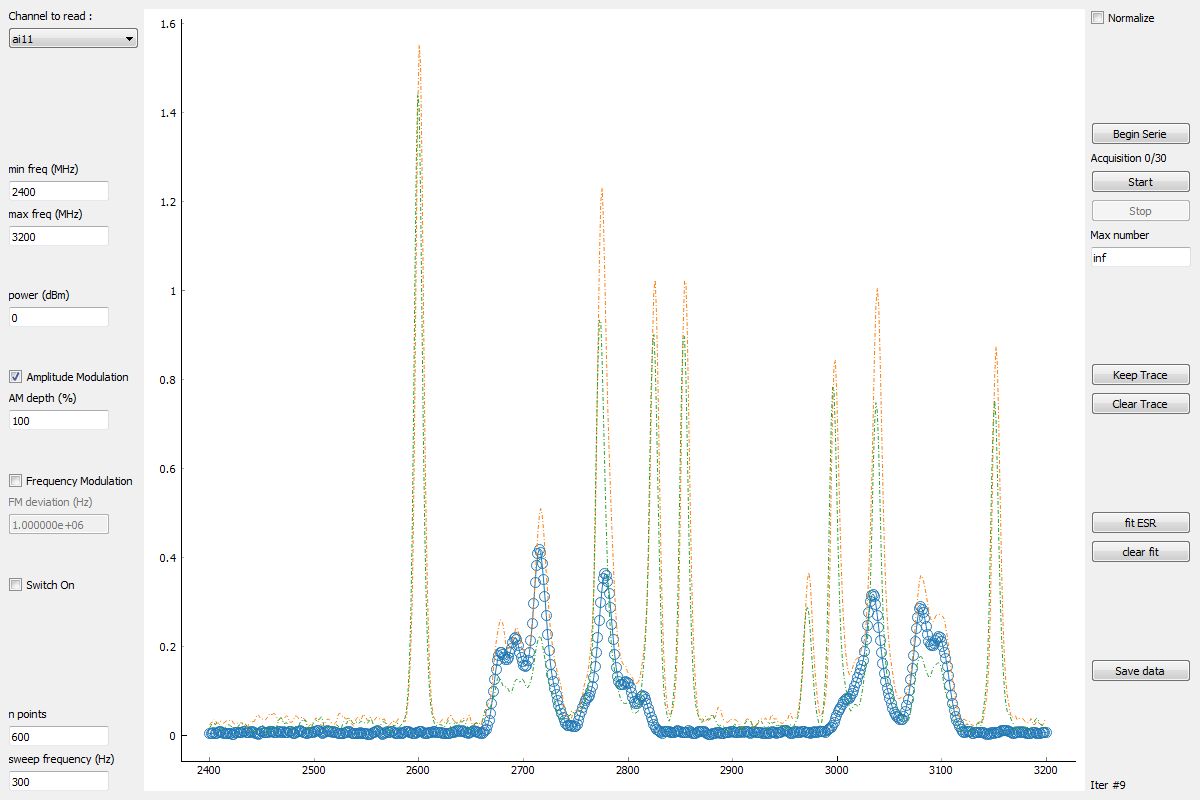 Channel to read :
ai11
min freq (MHz)
2400
max freq (MHz)
3200
power (dBm)
0
Amplitude Modulation
AM depth (%)
100
Frequency Modulation
FM deviation (Hz)
1.000000e+06
Switch On
n points
600
sweep frequency (Hz)
300
1.6
1.4
1.2
1
0.8
0.6
0.4
0.2
0
2400 2500 2600 2700 2800 2900 3000 3100 3200
Normalize
Begin Serie
Acquisition 0/30
Start
Stop
Max number
inf
Keep Trace
Clear Trace
fit ESR
clear fit
Save data
Iter #9